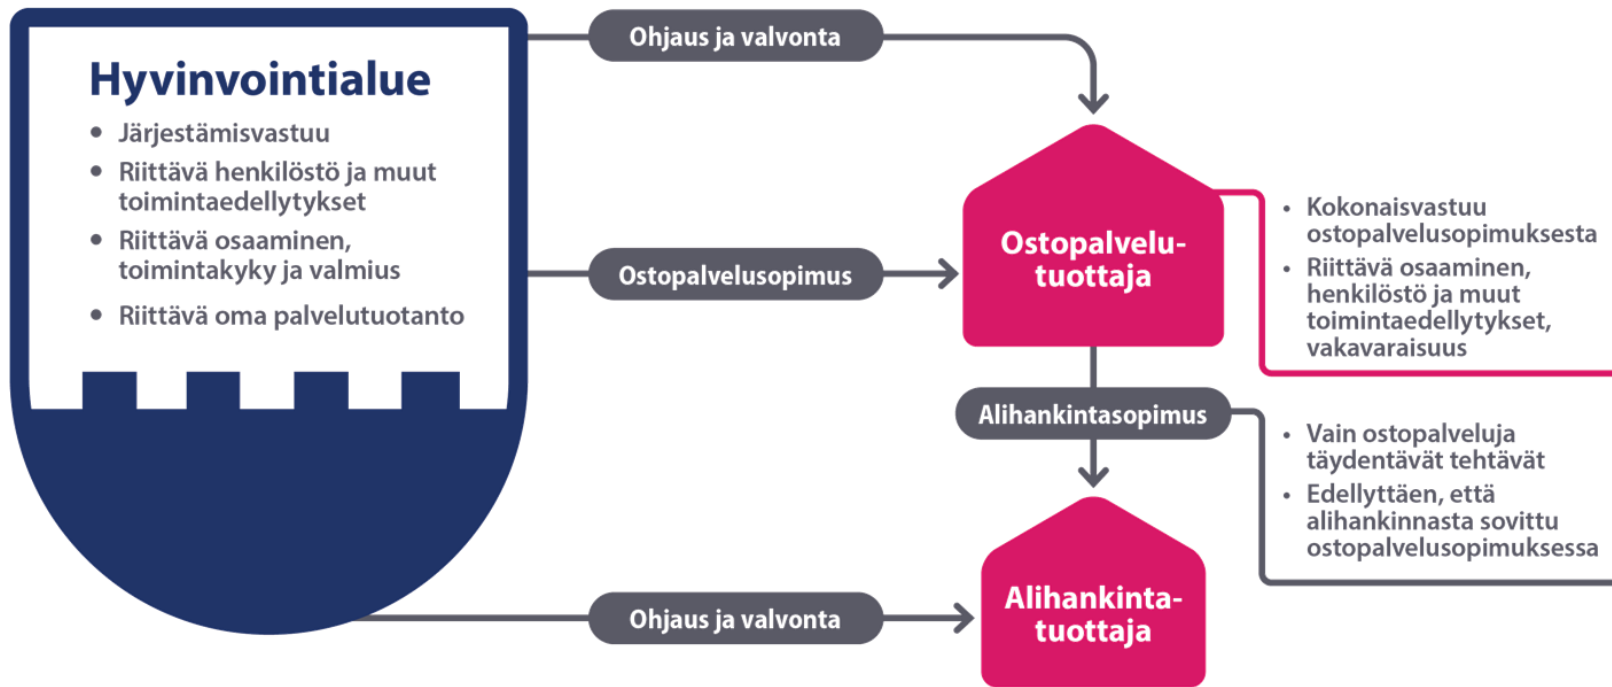 Hyvinvointialue
• Järjestämisvastuu
• Riittävä henkilöstö ja muut
toimintaedellytykset
• Riittävä osaaminen,
toimintakyky ja valmius
• Riittävä oma palvelutuotanto
Ohjaus ja valvonta
Ostopalvelusopimus
Ostopalvelu-
tuottaja
• Kokonaisvastuu
ostopalvelusopimuksesta
• Riittävä osaaminen,
henkilöstö ja muut
toimintaedellytykset,
vakavaraisuus
Alihankintasopimus
• Vain ostopalveluja
täydentävät tehtävät
• Edellyttäen, että
alihankinnasta sovittu
ostopalvelusopimuksessa
Ohjaus ja valvonta
Alihankinta-
tuottaja